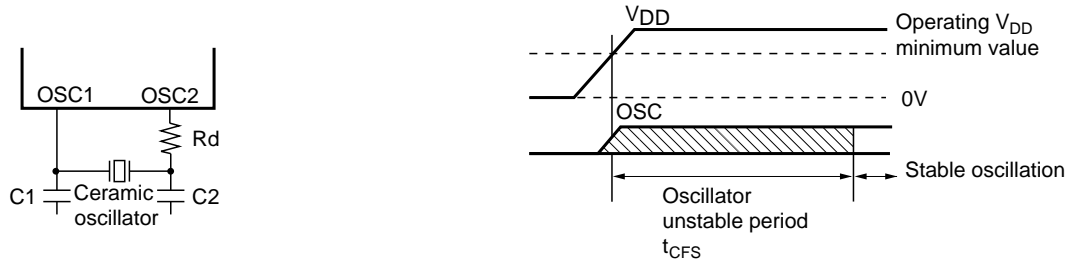 OSC1 OSC2
Rd
C1
Ceramic
oscillator
C2
VDD
Operating VDD
minimum value
0V
OSC
Stable oscillation
Oscillator
unstable period
tCFS